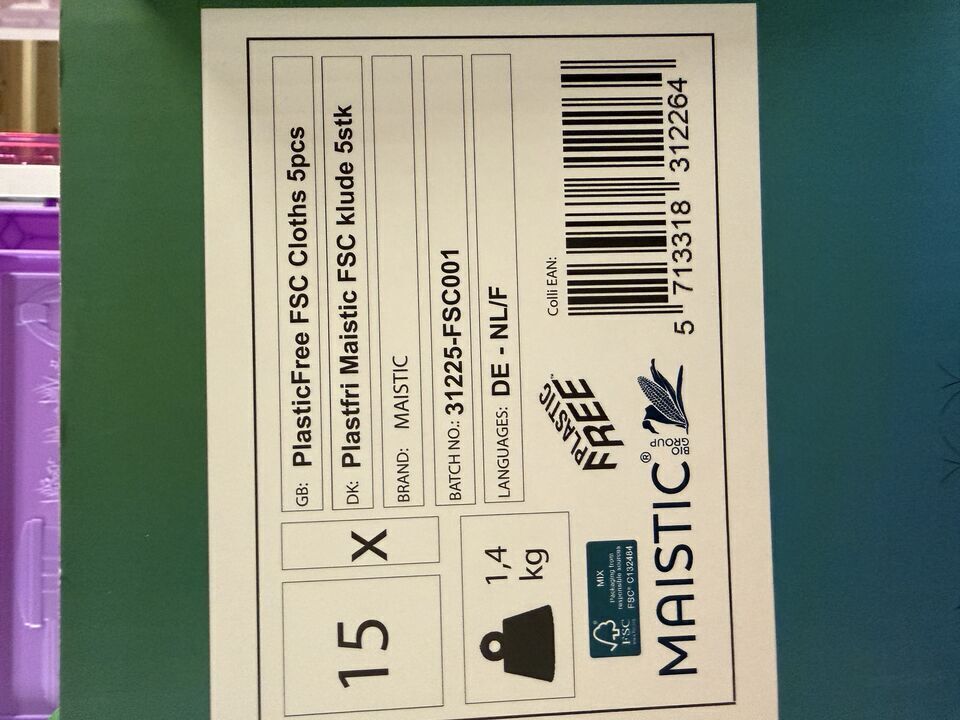 15
X
GB: PlasticFree FSC Cloths 5pcs
DK: Plastfri Maistic FSC klude 5stk
BRAND: MAISTIC
BATCH NO.: 31225-FSC001
LANGUAGES: DE - NL/F
1,4
kg
PLASTIC™
FREE
Colli EAN:
5 713318 312264
FSC
MIX
Packaging from
responsible sources
FSC® C132484
MAISTIC®
BIO
GROUP